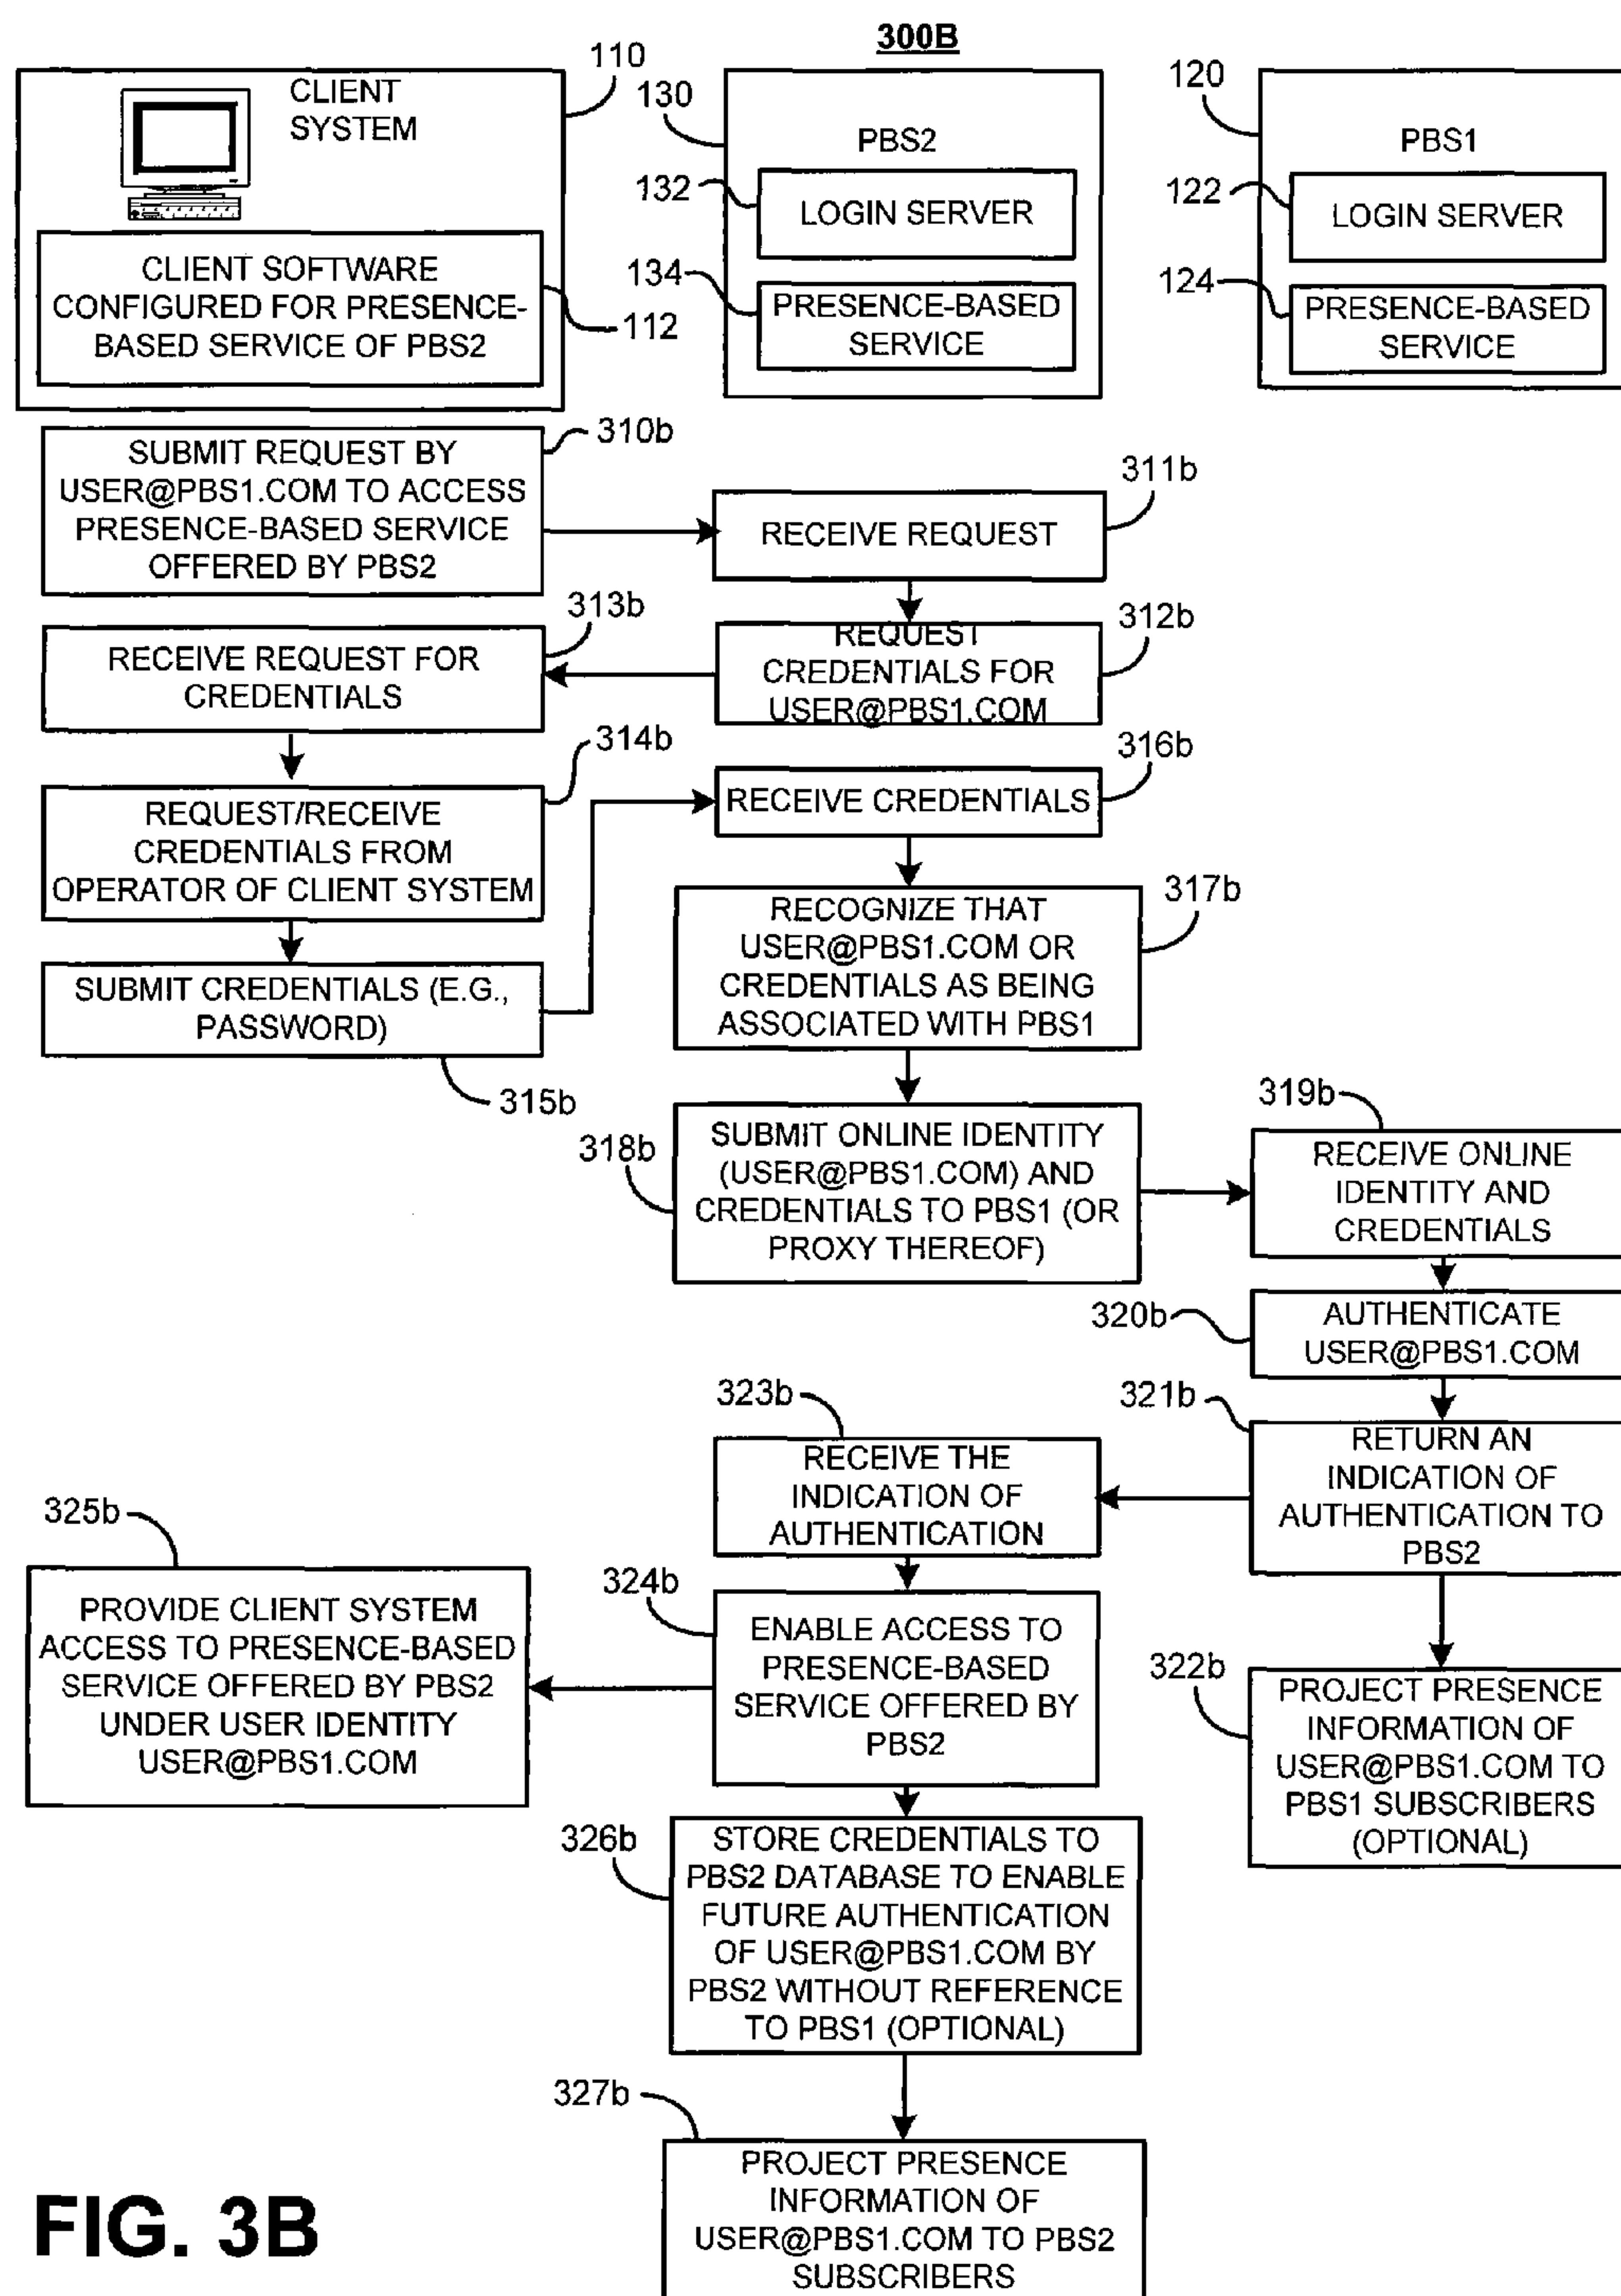 300B
110
CLIENT
SYSTEM
CLIENT SOFTWARE
CONFIGURED FOR PRESENCE-
BASED SERVICE OF PBS2
112
130
PBS2
132
LOGIN SERVER
134
PRESENCE-BASED
SERVICE
120
PBS1
122
LOGIN SERVER
124
PRESENCE-BASED
SERVICE
310b
SUBMIT REQUEST BY
USER@PBS1.COM TO ACCESS
PRESENCE-BASED SERVICE
OFFERED BY PBS2
311b
RECEIVE REQUEST
312b
REQUEST
CREDENTIALS FOR
USER@PBS1.COM
313b
RECEIVE REQUEST FOR
CREDENTIALS
314b
REQUEST/RECEIVE
CREDENTIALS FROM
OPERATOR OF CLIENT SYSTEM
SUBMIT CREDENTIALS (E.G.,
PASSWORD)
315b
316b
RECEIVE CREDENTIALS
317b
RECOGNIZE THAT
USER@PBS1.COM OR
CREDENTIALS AS BEING
ASSOCIATED WITH PBS1
318b
SUBMIT ONLINE IDENTITY
(USER@PBS1.COM) AND
CREDENTIALS TO PBS1 (OR
PROXY THEREOF)
319b
RECEIVE ONLINE
IDENTITY AND
CREDENTIALS
320b
AUTHENTICATE
USER@PBS1.COM
321b
RETURN AN
INDICATION OF
AUTHENTICATION TO
PBS2
322b
PROJECT PRESENCE
INFORMATION OF
USER@PBS1.COM TO
PBS1 SUBSCRIBERS
(OPTIONAL)
323b
RECEIVE THE
INDICATION OF
AUTHENTICATION
324b
ENABLE ACCESS TO
PRESENCE-BASED
SERVICE OFFERED BY
PBS2
325b
PROVIDE CLIENT SYSTEM
ACCESS TO PRESENCE-BASED
SERVICE OFFERED BY PBS2
UNDER USER IDENTITY
USER@PBS1.COM
326b
STORE CREDENTIALS TO
PBS2 DATABASE TO ENABLE
FUTURE AUTHENTICATION
OF USER@PBS1.COM BY
PBS2 WITHOUT REFERENCE
TO PBS1 (OPTIONAL)
327b
PROJECT PRESENCE
INFORMATION OF
USER@PBS1.COM TO PBS2
SUBSCRIBERS
FIG. 3B